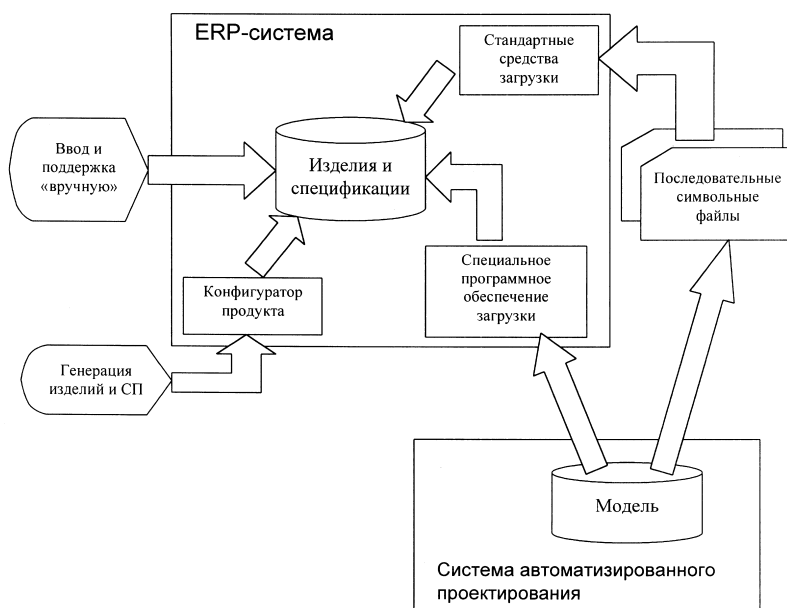 ERP-система
Стандартные
средства
загрузки
Ввод и
поддержка
«вручную»
Изделия и
спецификации
Последовательные
символьные
файлы
Специальное
программное
обеспечение
загрузки
Конфигуратор
продукта
Генерация
изделий и СП
Модель
Система автоматизированного
проектирования